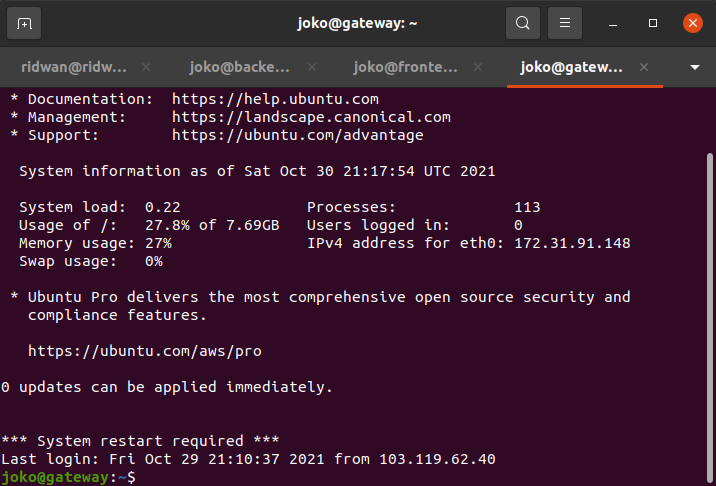 joko@gateway: ~
ridwan@ridw... joko@backe... joko@fronte... joko@gatew...
 * Documentation:  https://help.ubuntu.com
 * Management:     https://landscape.canonical.com
 * Support:        https://ubuntu.com/advantage
  System information as of Sat Oct 30 21:17:54 UTC 2021
  System load:  0.22              Processes:             113
  Usage of /:   27.8% of 7.69GB   Users logged in:       0
  Memory usage: 27%               IPv4 address for eth0: 172.31.91.148
  Swap usage:   0%
 * Ubuntu Pro delivers the most comprehensive open source security and
   compliance features.
   https://ubuntu.com/aws/pro
0 updates can be applied immediately.
*** System restart required ***
Last login: Fri Oct 29 21:10:37 2021 from 103.119.62.40
joko@gateway:~$